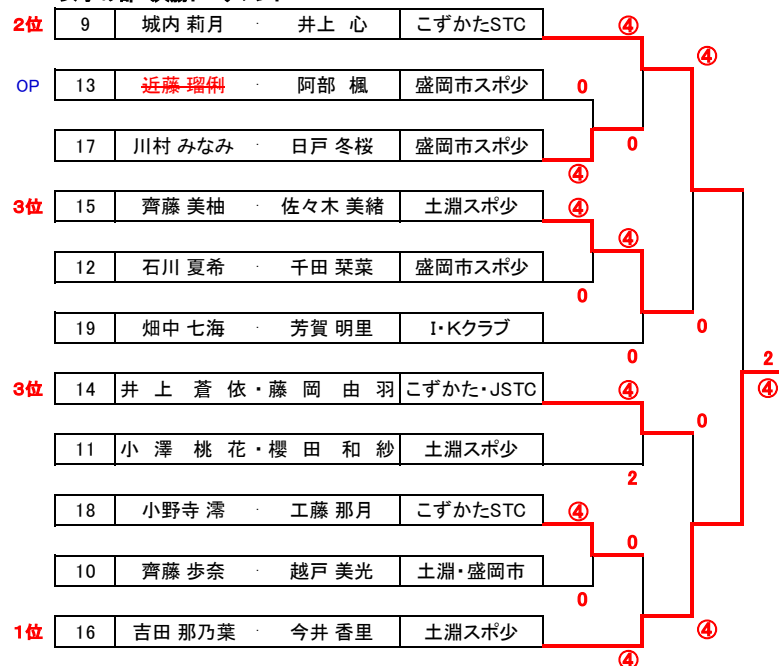 2位 9 城内 莉月 ・ 井上 心 こずかたSTC ④
④
OP 13 近藤 瑠俐 ・ 阿部 楓 盛岡市スポ少 0
17 川村 みなみ ・ 日戸 冬桜 盛岡市スポ少 0
④
3位 15 齊藤 美柚 ・ 佐々木 美緒 土淵スポ少 ④
④
12 石川 夏希 ・ 千田 栞菜 盛岡市スポ少
0
19 畑中 七海 ・ 芳賀 明里 I・Kクラブ 0
0
2
3位 14 井上 蒼依・藤岡 由羽 こずかた・JSTC ④
④
0
11 小澤 桃花・櫻田 和紗 土淵スポ少
2
18 小野寺 澪 ・ 工藤 那月 こずかたSTC ④
0
10 齊藤 歩奈 ・ 越戸 美光 土淵・盛岡市
0
1位 16 吉田 那乃葉 ・ 今井 香里 土淵スポ少 ④
④